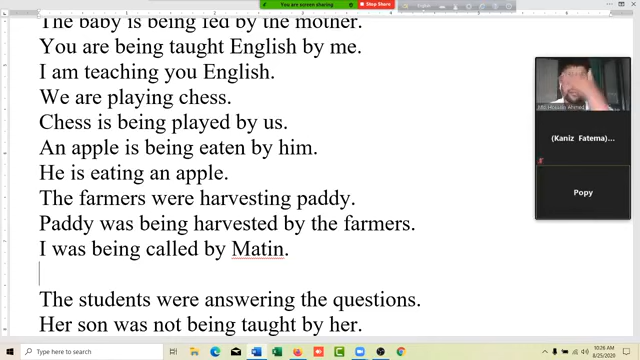 You are screen sharing
Stop Share
The baby is being fed by the mother.
You are being taught English by me.
I am teaching you English.
We are playing chess.
Chess is being played by us.
An apple is being eaten by him.
He is eating an apple.
The farmers were harvesting paddy.
Paddy was being harvested by the farmers.
I was being called by Matin.
The students were answering the questions.
Her son was not being taught by her.
(Kaniz Fatema)...
Popy
Type here to search
10:26 AM
8/25/2020